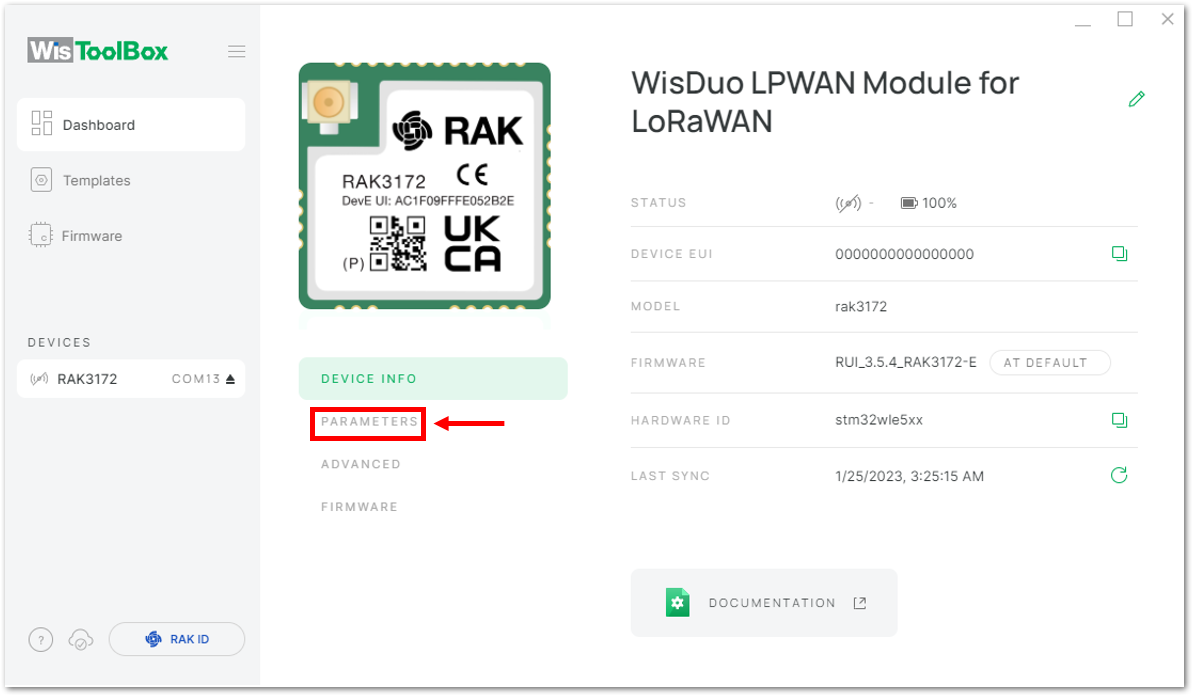 WisToolBox
Dashboard
Templates
Firmware
DEVICES
RAK3172 COM13
?
RAK ID
RAK
RAK3172 CE
DevE UI: AC1F09FFFE052B2E
(P) UK
CA
DEVICE INFO
PARAMETERS
ADVANCED
FIRMWARE
WisDuo LPWAN Module for
LoRaWAN
STATUS - 100%
DEVICE EUI 0000000000000000
MODEL rak3172
FIRMWARE RUI_3.5.4_RAK3172-E AT DEFAULT
HARDWARE ID stm32wle5xx
LAST SYNC 1/25/2023, 3:25:15 AM
DOCUMENTATION